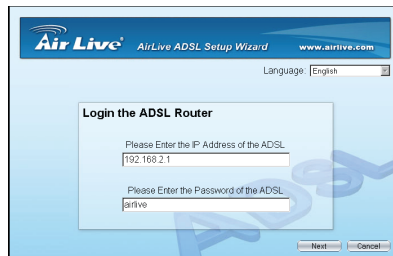 Air Live AirLive ADSL Setup Wizard www.airlive.com
Language: English
Login the ADSL Router
Please Enter the IP Address of the ADSL
192.168.2.1
Please Enter the Password of the ADSL
airlive
ADSL
Next Cancel